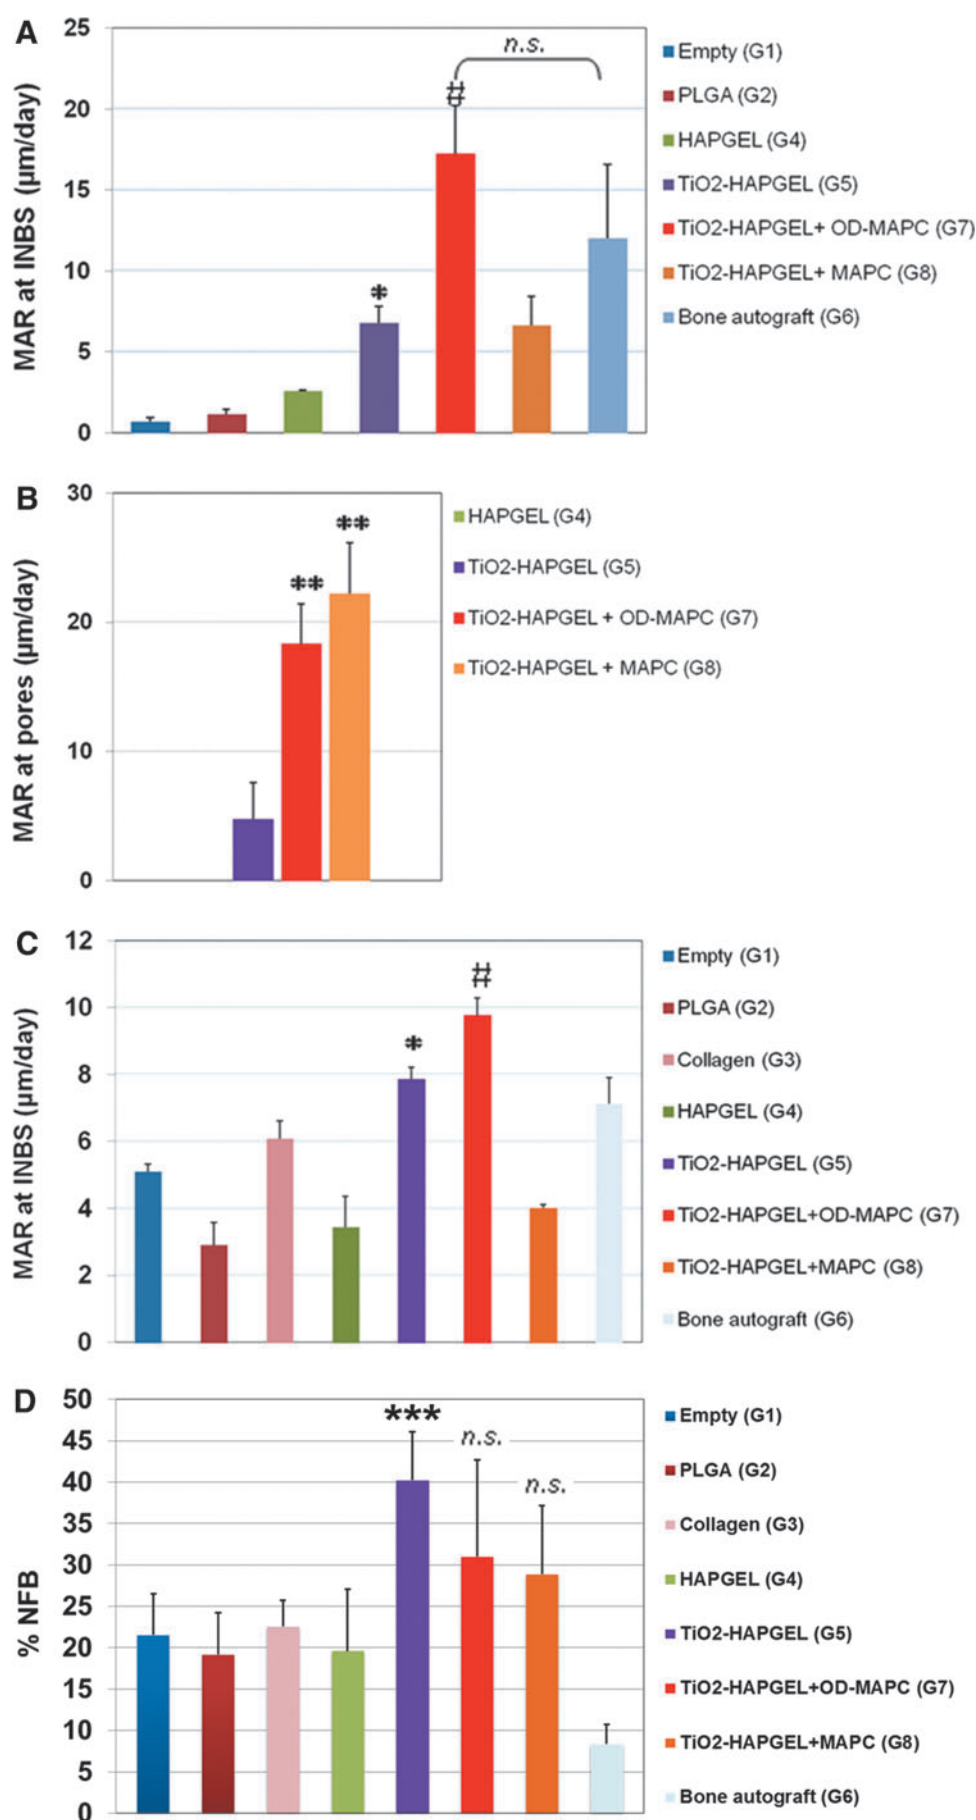 A
25
20
15
10
5
0
MAR at INBS (µm/day)
*
#
n.s.
Empty (G1)
PLGA (G2)
HAPGEL (G4)
TiO2-HAPGEL (G5)
TiO2-HAPGEL+ OD-MAPC (G7)
TiO2-HAPGEL+ MAPC (G8)
Bone autograft (G6)
B
30
20
10
0
MAR at pores (µm/day)
**
**
HAPGEL (G4)
TiO2-HAPGEL (G5)
TiO2-HAPGEL + OD-MAPC (G7)
TiO2-HAPGEL + MAPC (G8)
C
12
10
8
6
4
2
0
MAR at INBS (µm/day)
*
#
Empty (G1)
PLGA (G2)
Collagen (G3)
HAPGEL (G4)
TiO2-HAPGEL (G5)
TiO2-HAPGEL+OD-MAPC (G7)
TiO2-HAPGEL+MAPC (G8)
Bone autograft (G6)
D
50
45
40
35
30
25
20
15
10
5
0
% NFB
***
n.s.
n.s.
Empty (G1)
PLGA (G2)
Collagen (G3)
HAPGEL (G4)
TiO2-HAPGEL (G5)
TiO2-HAPGEL+OD-MAPC (G7)
TiO2-HAPGEL+MAPC (G8)
Bone autograft (G6)